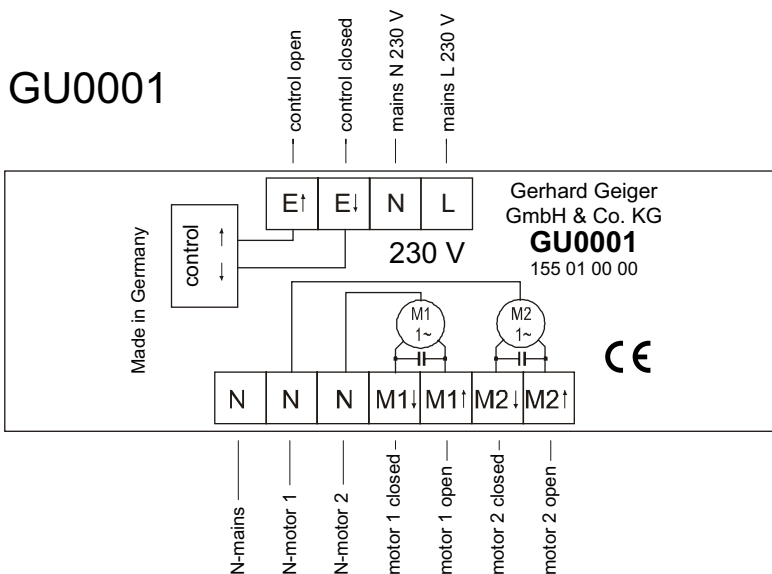 GU0001
control open
control closed
mains N 230 V
mains L 230 V
E↑ E↓ N L
230 V
Gerhard Geiger
GmbH & Co. KG
GU0001
155 01 00 00
Made in Germany
control ↓ ↑
M1
1~
M2
1~
CE
N N N M1↓ M1↑ M2↓ M2↑
N-mains
N-motor 1
N-motor 2
motor 1 closed
motor 1 open
motor 2 closed
motor 2 open